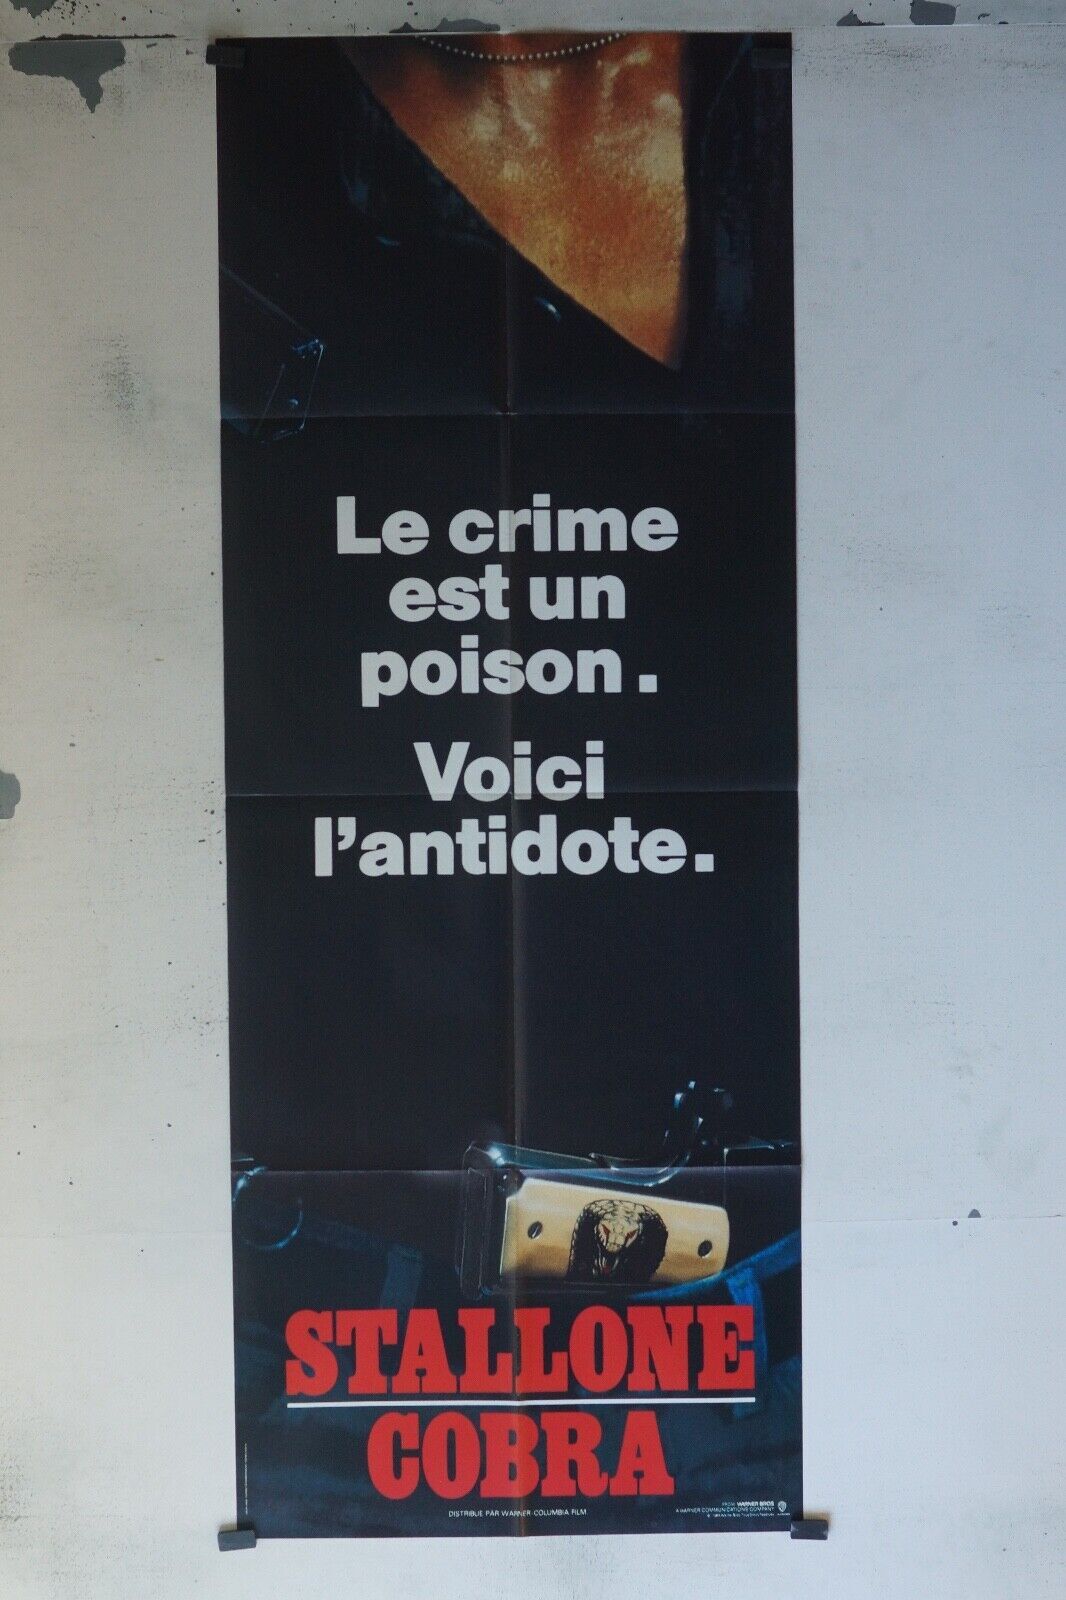 Le crime
est un
poison.
Voici
l'antidote.
STALLONE
COBRA
DISTRIBUÉ PAR WARNER-COLUMBIA FILM
FROM WARNER BROS
A WARNER COMMUNICATIONS COMPANY